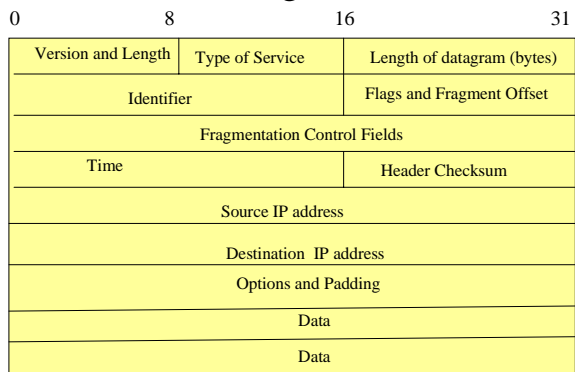 0 8 16 31
Version and Length Type of Service Length of datagram (bytes)
Identifier Flags and Fragment Offset
Fragmentation Control Fields
Time Header Checksum
Source IP address
Destination IP address
Options and Padding
Data
Data